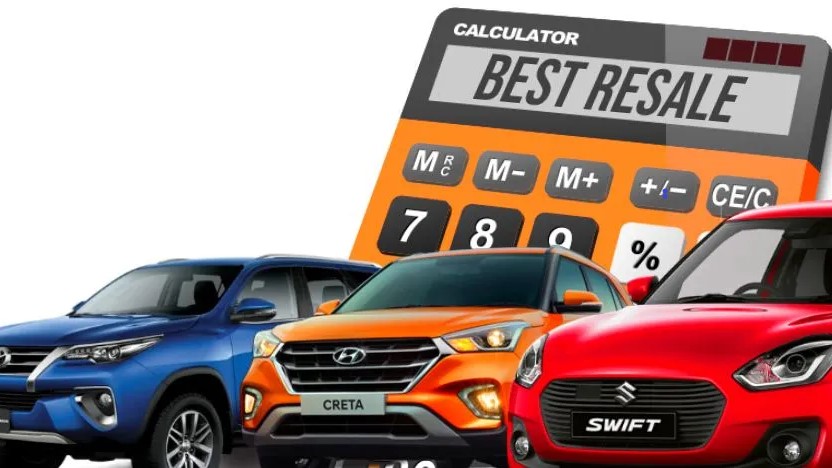 CALCULATOR
BEST RESALE
M RC M- M+ +/- CE/C
7 8 9 %
CRETA
SWIFT